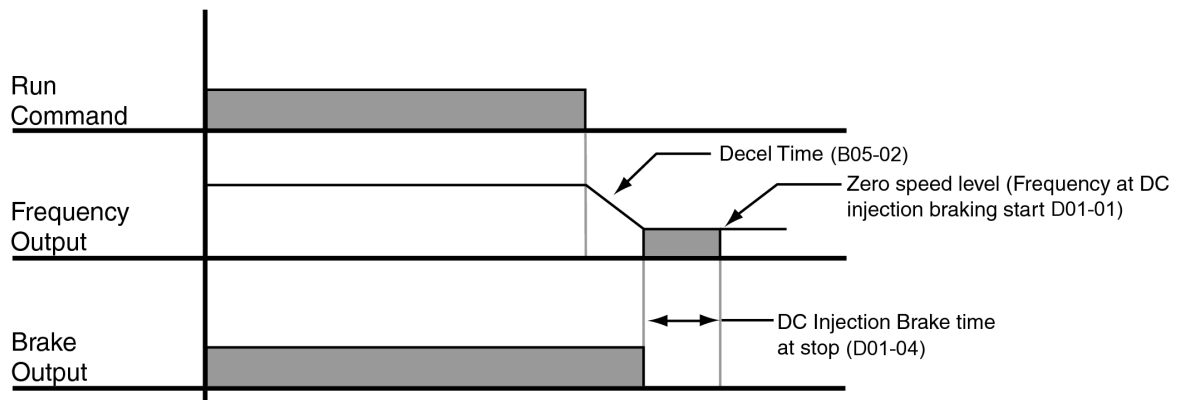 Run
Command
Decel Time (B05-02)
Zero speed level (Frequency at DC
injection braking start D01-01)
Frequency
Output
DC Injection Brake time
at stop (D01-04)
Brake
Output